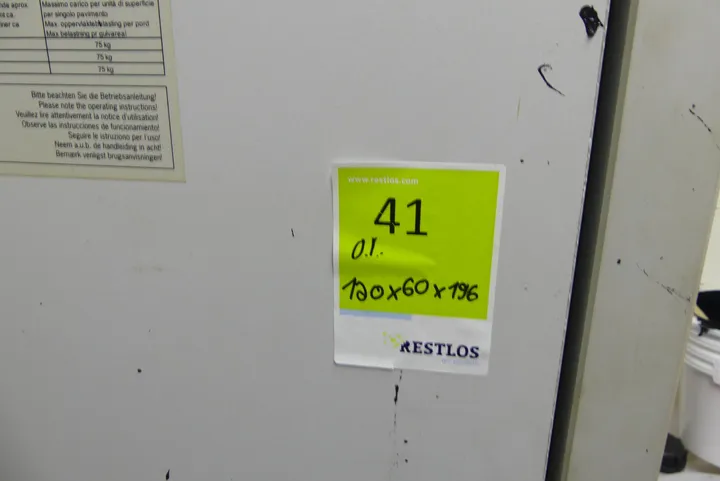 Massimo carico per unità di superficie
per singolo pavimento
Max. oppervlaktebelasting per pont
Max belastning pr gulvareal
75 kg
75 kg
75 kg
Bitte beachten Sie die Betriebsanleitung!
Please note the operating instructions!
Veuillez lire attentivement la notice d'utilisation!
Observe las instrucciones de funcionamiento!
Seguire le istruzioni per l'uso!
Neem a.u.b. de handleiding in acht!
Bemærk venligst brugsanvisningen!
www.restlos.com
41
120x60x196
RESTLOS